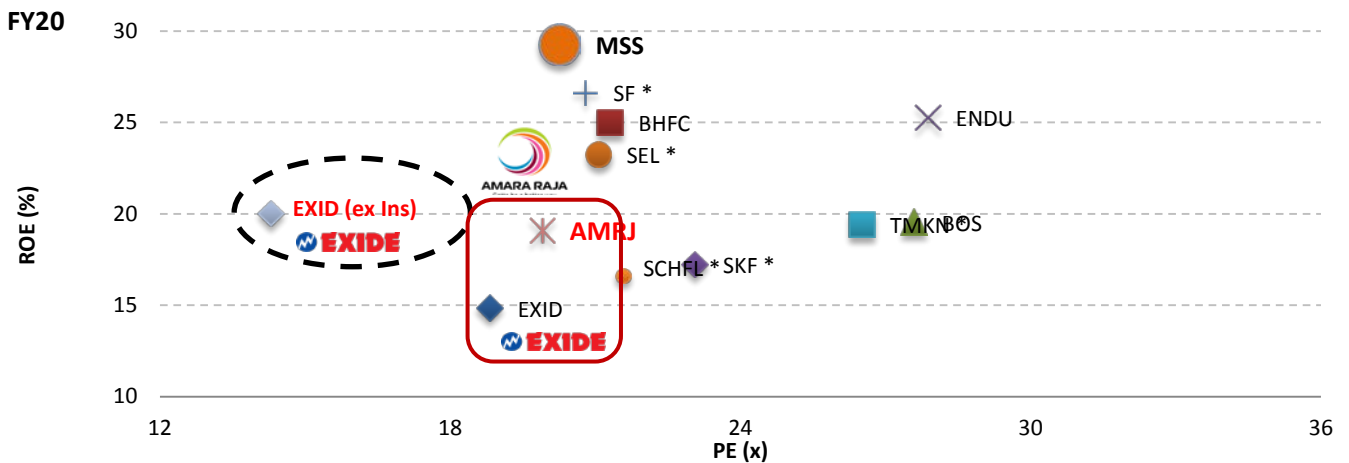 FY20
30
MSS
SF *
25
BHFC
ENDU
SEL *
AMARA RAJA
ROE (%)
20
EXID (ex Ins)
EXIDE
AMRJ
TMKN *
BOS
SCHFL *
SKF *
15
EXID
EXIDE
10
12
18
24
30
36
PE (x)